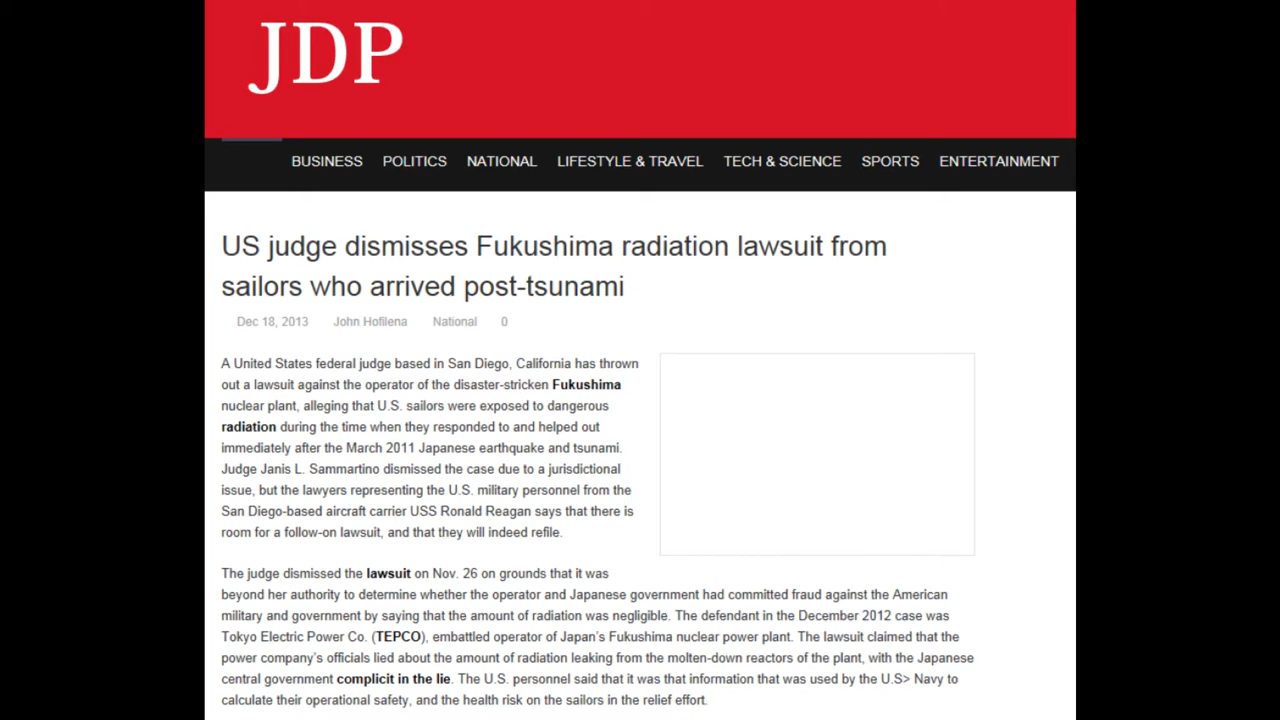 JDP
BUSINESS POLITICS NATIONAL LIFESTYLE & TRAVEL TECH & SCIENCE SPORTS ENTERTAINMENT
US judge dismisses Fukushima radiation lawsuit from
sailors who arrived post-tsunami
Dec 18, 2013 John Hofilena National 0
A United States federal judge based in San Diego, California has thrown
out a lawsuit against the operator of the disaster-stricken Fukushima
nuclear plant, alleging that U.S. sailors were exposed to dangerous
radiation during the time when they responded to and helped out
immediately after the March 2011 Japanese earthquake and tsunami.
Judge Janis L. Sammartino dismissed the case due to a jurisdictional
issue, but the lawyers representing the U.S. military personnel from the
San Diego-based aircraft carrier USS Ronald Reagan says that there is
room for a follow-on lawsuit, and that they will indeed refile.
The judge dismissed the lawsuit on Nov. 26 on grounds that it was
beyond her authority to determine whether the operator and Japanese government had committed fraud against the American
military and government by saying that the amount of radiation was negligible. The defendant in the December 2012 case was
Tokyo Electric Power Co. (TEPCO), embattled operator of Japan's Fukushima nuclear power plant. The lawsuit claimed that the
power company's officials lied about the amount of radiation leaking from the molten-down reactors of the plant, with the Japanese
central government complicit in the lie. The U.S. personnel said that it was that information that was used by the U.S> Navy to
calculate their operational safety, and the health risk on the sailors in the relief effort.